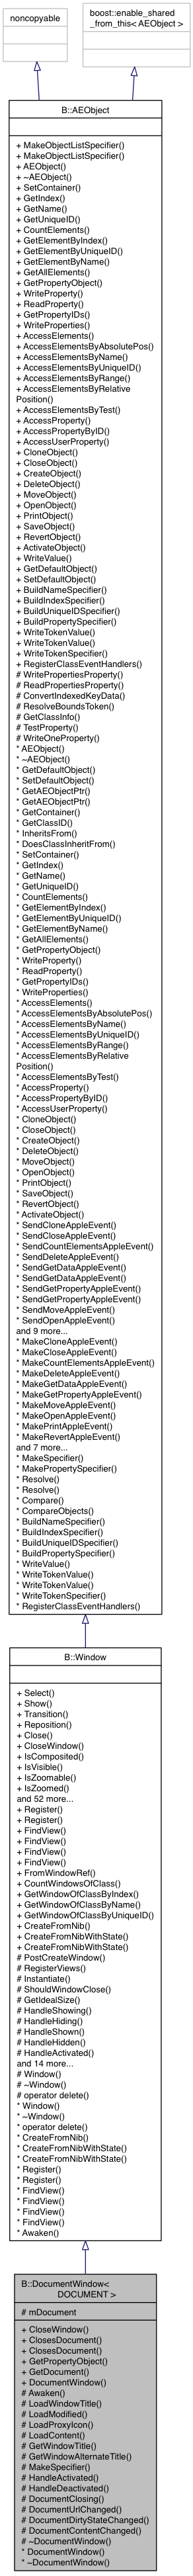 noncopyable
boost::enable_shared
_from_this< AEObject >
B::AEObject
+ MakeObjectListSpecifier()
+ MakeObjectListSpecifier()
+ AEObject()
+ ~AEObject()
+ SetContainer()
+ GetIndex()
+ GetName()
+ GetUniqueID()
+ CountElements()
+ GetElementByIndex()
+ GetElementByUniqueID()
+ GetElementByName()
+ GetAllElements()
+ GetPropertyObject()
+ WriteProperty()
+ ReadProperty()
+ GetPropertyIDs()
+ WriteProperties()
+ AccessElements()
+ AccessElementsByAbsolutePos()
+ AccessElementsByName()
+ AccessElementsByUniqueID()
+ AccessElementsByRange()
+ AccessElementsByRelative
Position()
+ AccessElementsByTest()
+ AccessProperty()
+ AccessPropertyByID()
+ AccessUserProperty()
+ CloneObject()
+ CloseObject()
+ CreateObject()
+ DeleteObject()
+ MoveObject()
+ OpenObject()
+ PrintObject()
+ SaveObject()
+ RevertObject()
+ ActivateObject()
+ WriteValue()
+ GetDefaultObject()
+ SetDefaultObject()
+ BuildNameSpecifier()
+ BuildIndexSpecifier()
+ BuildUniqueIDSpecifier()
+ BuildPropertySpecifier()
+ WriteTokenValue()
+ WriteTokenValue()
+ WriteTokenSpecifier()
+ RegisterClassEventHandlers()
# WritePropertiesProperty()
# ReadPropertiesProperty()
# ConvertIndexedKeyData()
# ResolveBoundsToken()
# GetClassInfo()
# TestProperty()
# WriteOneProperty()
* AEObject()
* ~AEObject()
* GetDefaultObject()
* SetDefaultObject()
* GetAEObjectPtr()
* GetAEObjectPtr()
* GetContainer()
* GetClassID()
* InheritsFrom()
* DoesClassInheritFrom()
* SetContainer()
* GetIndex()
* GetName()
* GetUniqueID()
* CountElements()
* GetElementByIndex()
* GetElementByUniqueID()
* GetElementByName()
* GetAllElements()
* GetPropertyObject()
* WriteProperty()
* ReadProperty()
* GetPropertyIDs()
* WriteProperties()
* AccessElements()
* AccessElementsByAbsolutePos()
* AccessElementsByName()
* AccessElementsByUniqueID()
* AccessElementsByRange()
* AccessElementsByRelative
Position()
* AccessElementsByTest()
* AccessProperty()
* AccessPropertyByID()
* AccessUserProperty()
* CloneObject()
* CloseObject()
* CreateObject()
* DeleteObject()
* MoveObject()
* OpenObject()
* PrintObject()
* SaveObject()
* RevertObject()
* ActivateObject()
* SendCloneAppleEvent()
* SendCloseAppleEvent()
* SendCountElementsAppleEvent()
* SendDeleteAppleEvent()
* SendGetDataAppleEvent()
* SendGetDataAppleEvent()
* SendGetPropertyAppleEvent()
* SendGetPropertyAppleEvent()
* SendMoveAppleEvent()
* SendOpenAppleEvent()
and 9 more...
* MakeCloneAppleEvent()
* MakeCloseAppleEvent()
* MakeCountElementsAppleEvent()
* MakeDeleteAppleEvent()
* MakeGetDataAppleEvent()
* MakeGetPropertyAppleEvent()
* MakeMoveAppleEvent()
* MakeOpenAppleEvent()
* MakePrintAppleEvent()
* MakeRevertAppleEvent()
and 7 more...
* MakeSpecifier()
* MakePropertySpecifier()
* Resolve()
* Resolve()
* Compare()
* CompareObjects()
* BuildNameSpecifier()
* BuildIndexSpecifier()
* BuildUniqueIDSpecifier()
* BuildPropertySpecifier()
* WriteValue()
* WriteTokenValue()
* WriteTokenValue()
* WriteTokenSpecifier()
* RegisterClassEventHandlers()
B::Window
+ Select()
+ Show()
+ Transition()
+ Reposition()
+ Close()
+ CloseWindow()
+ IsComposited()
+ IsVisible()
+ IsZoomable()
+ IsZoomed()
and 52 more...
+ Register()
+ Register()
+ FindView()
+ FindView()
+ FindView()
+ FindView()
+ FromWindowRef()
+ CountWindowsOfClass()
+ GetWindowOfClassByIndex()
+ GetWindowOfClassByName()
+ GetWindowOfClassByUniqueID()
+ CreateFromNib()
+ CreateFromNibWithState()
+ CreateFromNibWithState()
# PostCreateWindow()
# RegisterViews()
# Instantiate()
# ShouldWindowClose()
# GetIdealSize()
# HandleShowing()
# HandleHiding()
# HandleShown()
# HandleHidden()
# HandleActivated()
and 14 more...
# Window()
# ~Window()
# operator delete()
* Window()
* ~Window()
* operator delete()
* CreateFromNib()
* CreateFromNibWithState()
* CreateFromNibWithState()
* Register()
* Register()
* FindView()
* FindView()
* FindView()
* FindView()
* Awaken()
B::DocumentWindow<
DOCUMENT >
# mDocument
+ CloseWindow()
+ ClosesDocument()
+ ClosesDocument()
+ GetPropertyObject()
+ GetDocument()
+ DocumentWindow()
# Awaken()
# LoadWindowTitle()
# LoadModified()
# LoadProxyIcon()
# LoadContent()
# GetWindowTitle()
# GetWindowAlternateTitle()
# MakeSpecifier()
# HandleActivated()
# HandleDeactivated()
# DocumentClosing()
# DocumentUrlChanged()
# DocumentDirtyStateChanged()
# DocumentContentChanged()
# ~DocumentWindow()
* DocumentWindow()
* ~DocumentWindow()